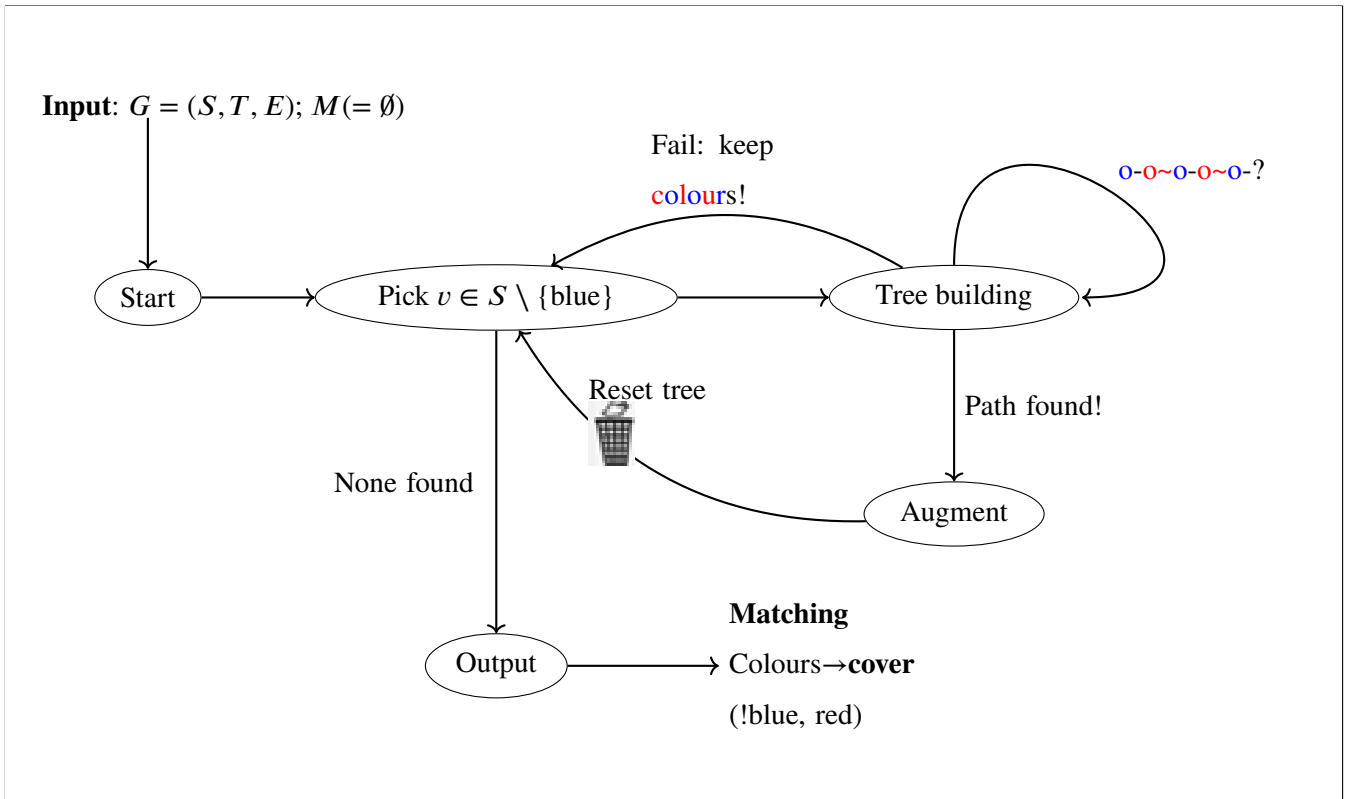 Input: G = (S, T, E); M(= ∅)
Fail: keep
colours!
o-o~o-o~o-?
Start
Pick v ∈ S \ {blue}
Tree building
Reset tree
Path found!
None found
Augment
Matching
Output
Colours→cover
(!blue, red)